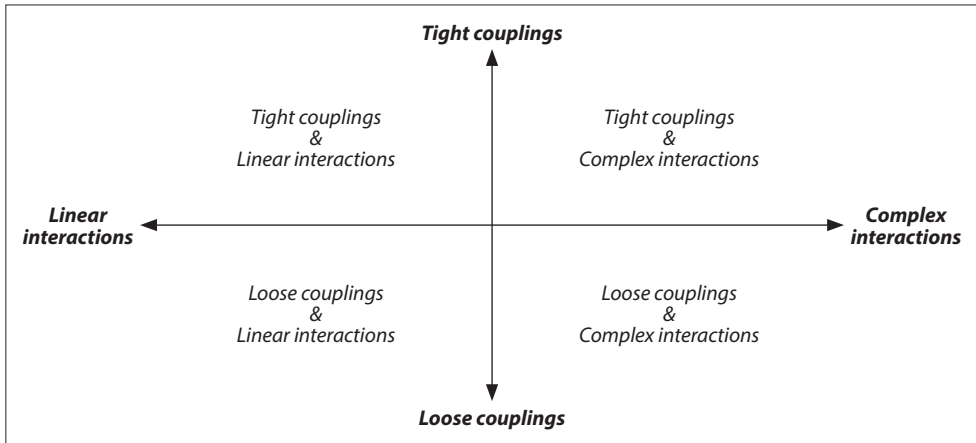 Tight couplings
Tight couplings
&
Linear interactions
Tight couplings
&
Complex interactions
Linear
interactions
Complex
interactions
Loose couplings
&
Linear interactions
Loose couplings
&
Complex interactions
Loose couplings